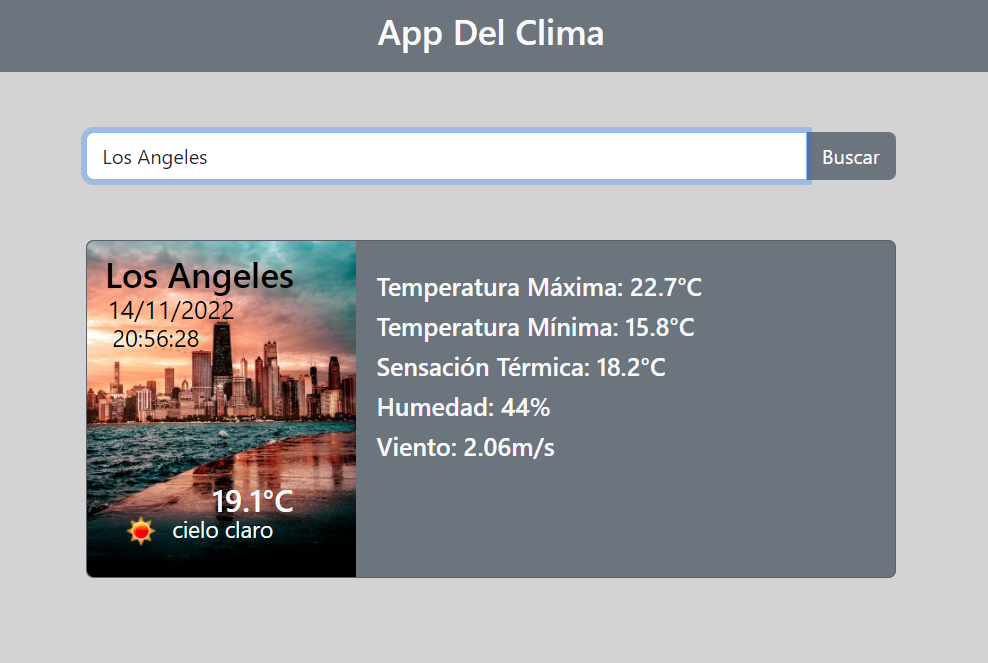 App Del Clima
Los Angeles
Buscar
Los Angeles
14/11/2022
20:56:28
19.1°C
cielo claro
Temperatura Máxima: 22.7°C
Temperatura Mínima: 15.8°C
Sensación Térmica: 18.2°C
Humedad: 44%
Viento: 2.06m/s